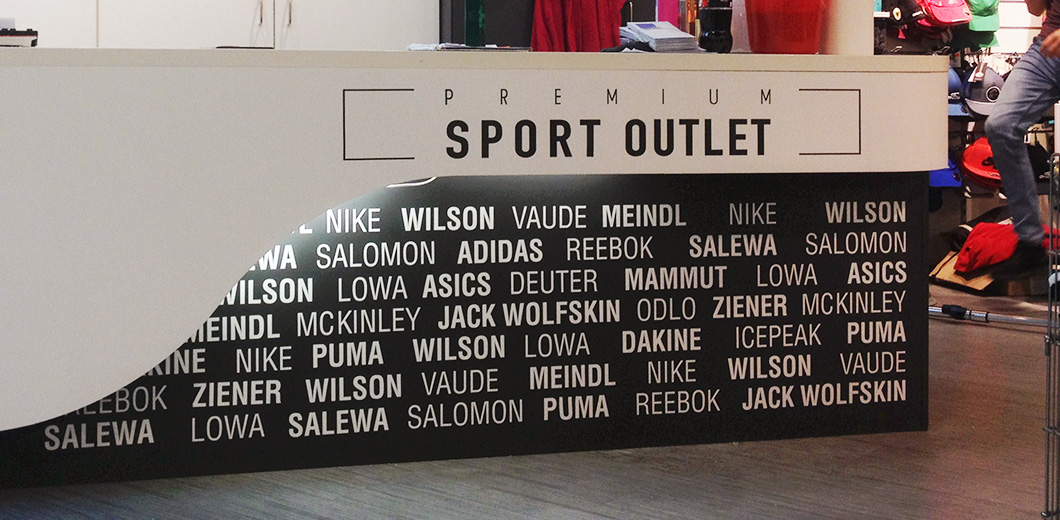 PREMIUM
SPORT OUTLET
NIKE WILSON VAUDE MEINDL NIKE WILSON
SALOMON ADIDAS REEBOK SALEWA SALOMON
WILSON LOWA ASICS DEUTER MAMMUT LOWA ASICS
MEINDL MCKINLEY JACK WOLFSKIN ODLO ZIENER MCKINLEY
NIKE PUMA WILSON LOWA DAKINE ICEPEAK PUMA
ZIENER WILSON VAUDE MEINDL NIKE WILSON VAUDE
SALEWA LOWA SALEWA SALOMON PUMA REEBOK JACK WOLFSKIN